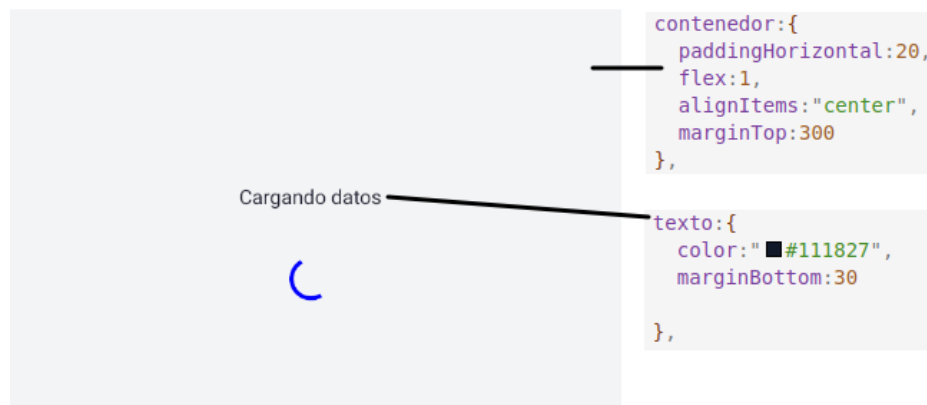 contenedor:{
paddingHorizontal:20,
flex:1,
alignItems:"center",
marginTop:300
},
Cargando datos
texto:{
color:"#111827",
marginBottom:30
},